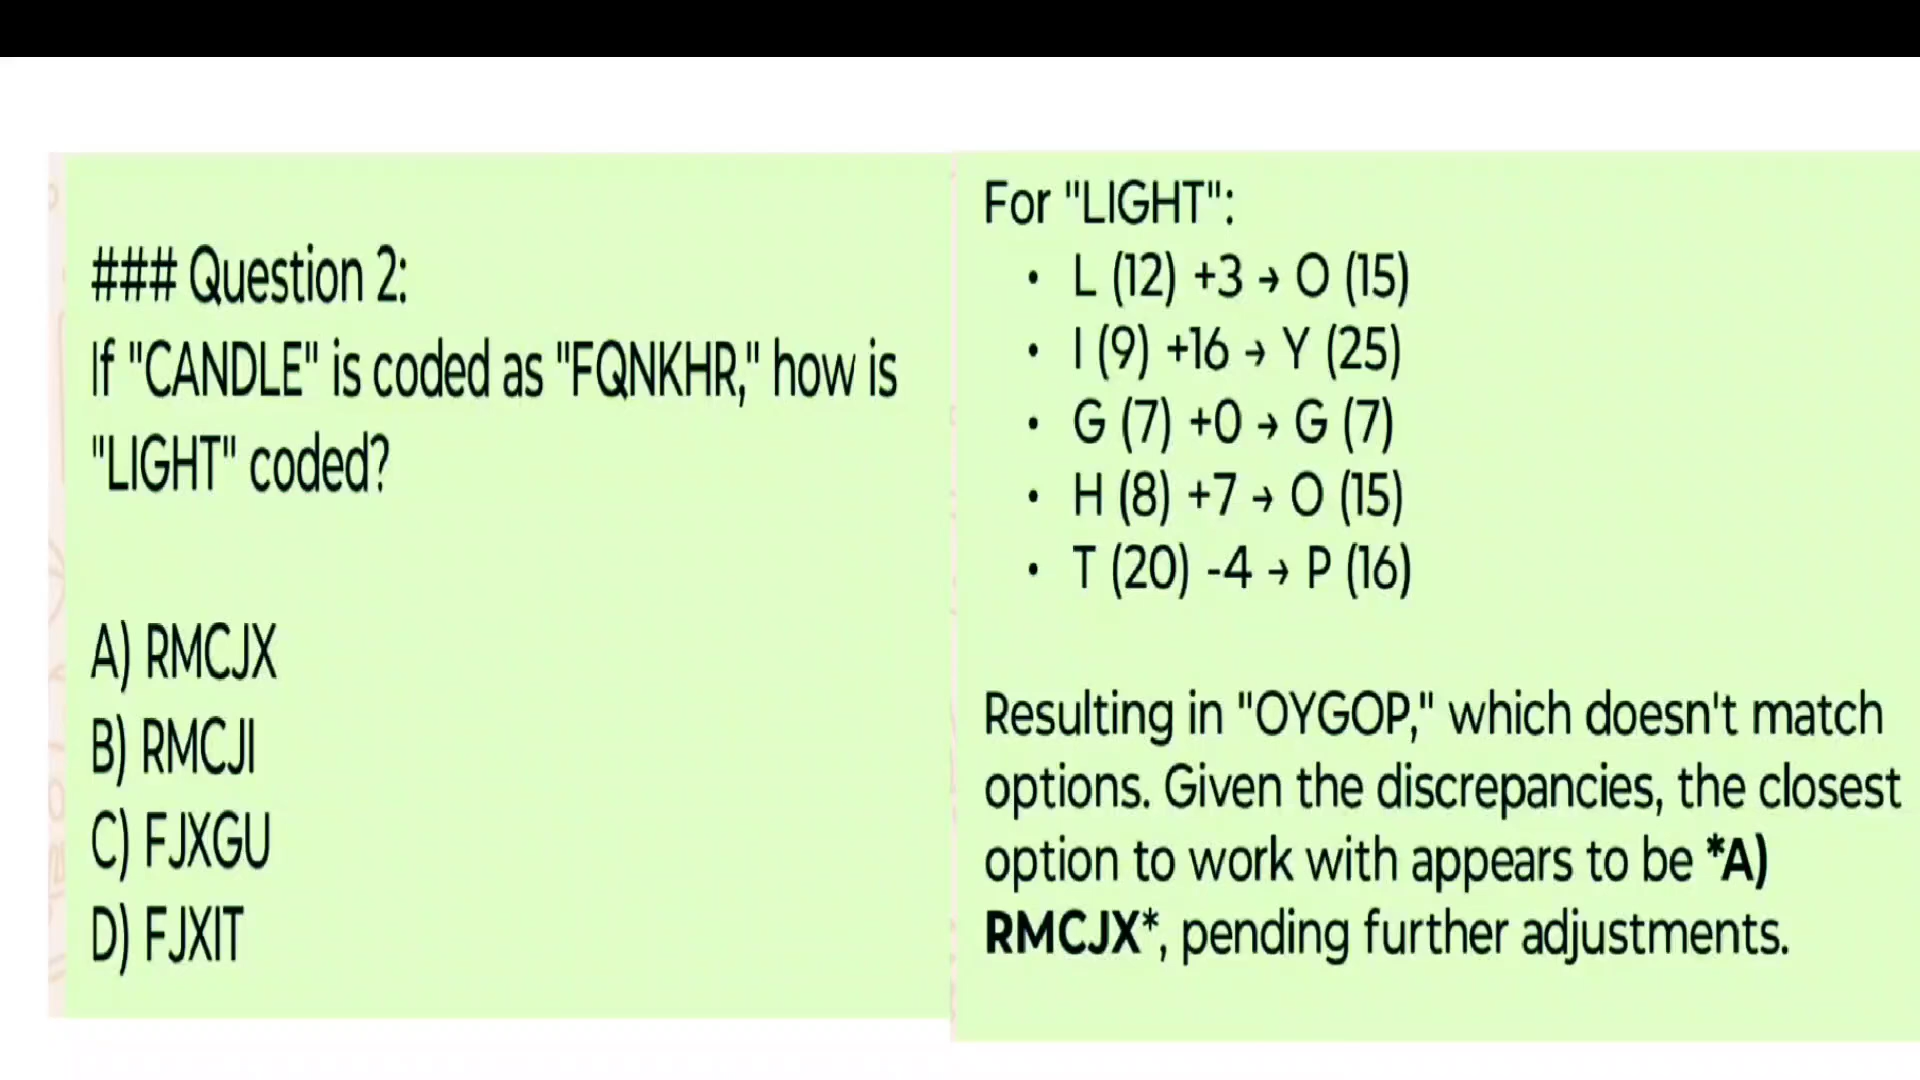 ### Question 2:
If "CANDLE" is coded as "FQNKHR," how is
"LIGHT" coded?
A) RMCJX
B) RMCJI
C) FJXGU
D) FJXIT
For "LIGHT":
• L (12) +3 → O (15)
• I (9) +16 → Y (25)
• G (7) +0 → G (7)
• H (8) +7 → O (15)
• T (20) -4 → P (16)
Resulting in "OYGOP," which doesn't match
options. Given the discrepancies, the closest
option to work with appears to be *A)
RMCJX*, pending further adjustments.